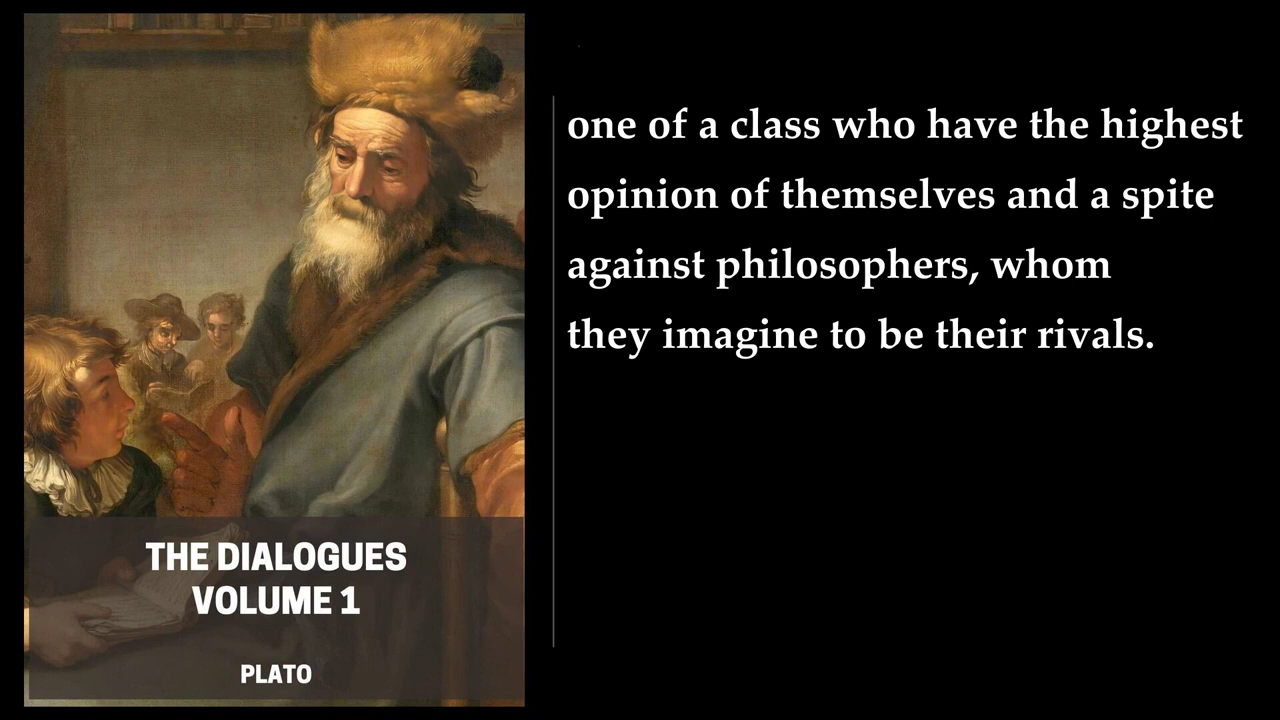 THE DIALOGUES
VOLUME 1
PLATO
one of a class who have the highest
opinion of themselves and a spite
against philosophers, whom
they imagine to be their rivals.